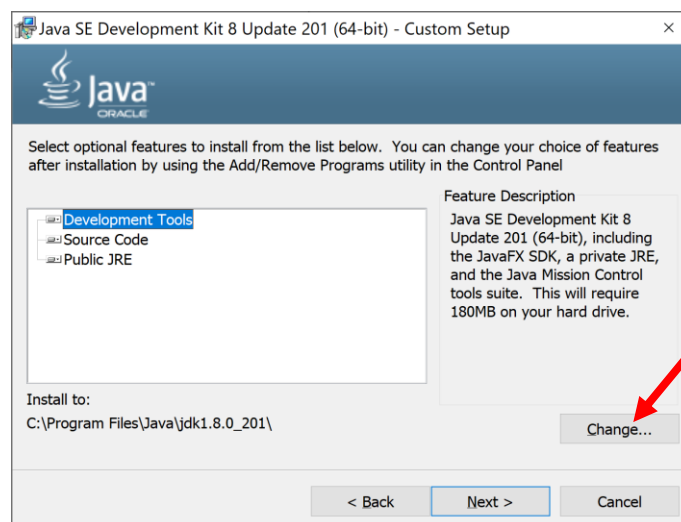 Java SE Development Kit 8 Update 201 (64-bit) - Custom Setup
Java™
ORACLE
Select optional features to install from the list below. You can change your choice of features
after installation by using the Add/Remove Programs utility in the Control Panel
Development Tools
Source Code
Public JRE
Feature Description
Java SE Development Kit 8
Update 201 (64-bit), including
the JavaFX SDK, a private JRE,
and the Java Mission Control
tools suite. This will require
180MB on your hard drive.
Install to:
C:\Program Files\Java\jdk1.8.0_201\
Change...
< Back
Next >
Cancel